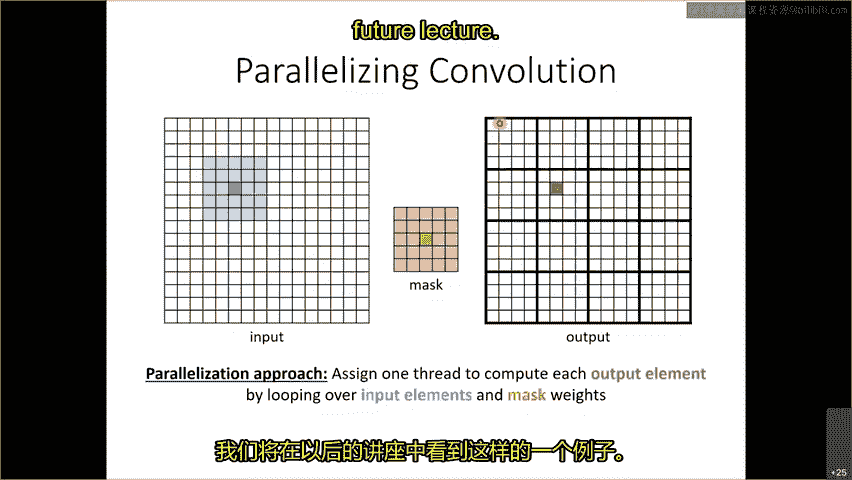 future lecture.
Parallelizing Convolution
mask
input
output
Parallelization approach: Assign one thread to compute each output element
by looping over input elements and mask weights
我们将在以后的讲座中看到这样的一个例子。
+25